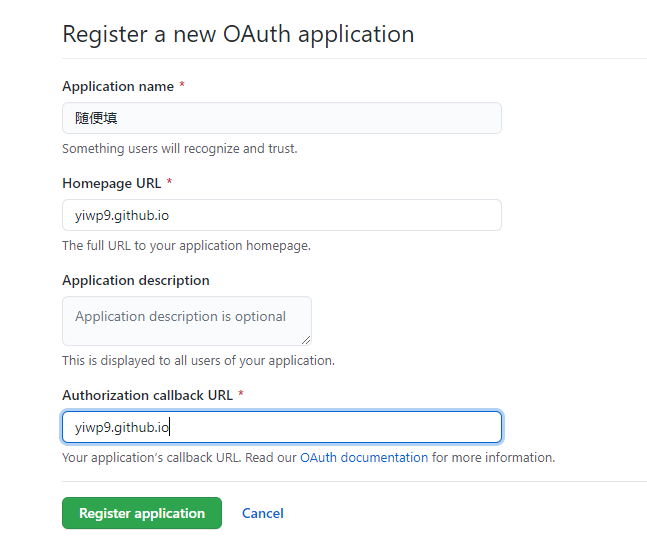 Register a new OAuth application
Application name *
随便填
Something users will recognize and trust.
Homepage URL *
yiwp9.github.io
The full URL to your application homepage.
Application description
Application description is optional
This is displayed to all users of your application.
Authorization callback URL *
yiwp9.github.io
Your application's callback URL. Read our OAuth documentation for more information.
Register application Cancel